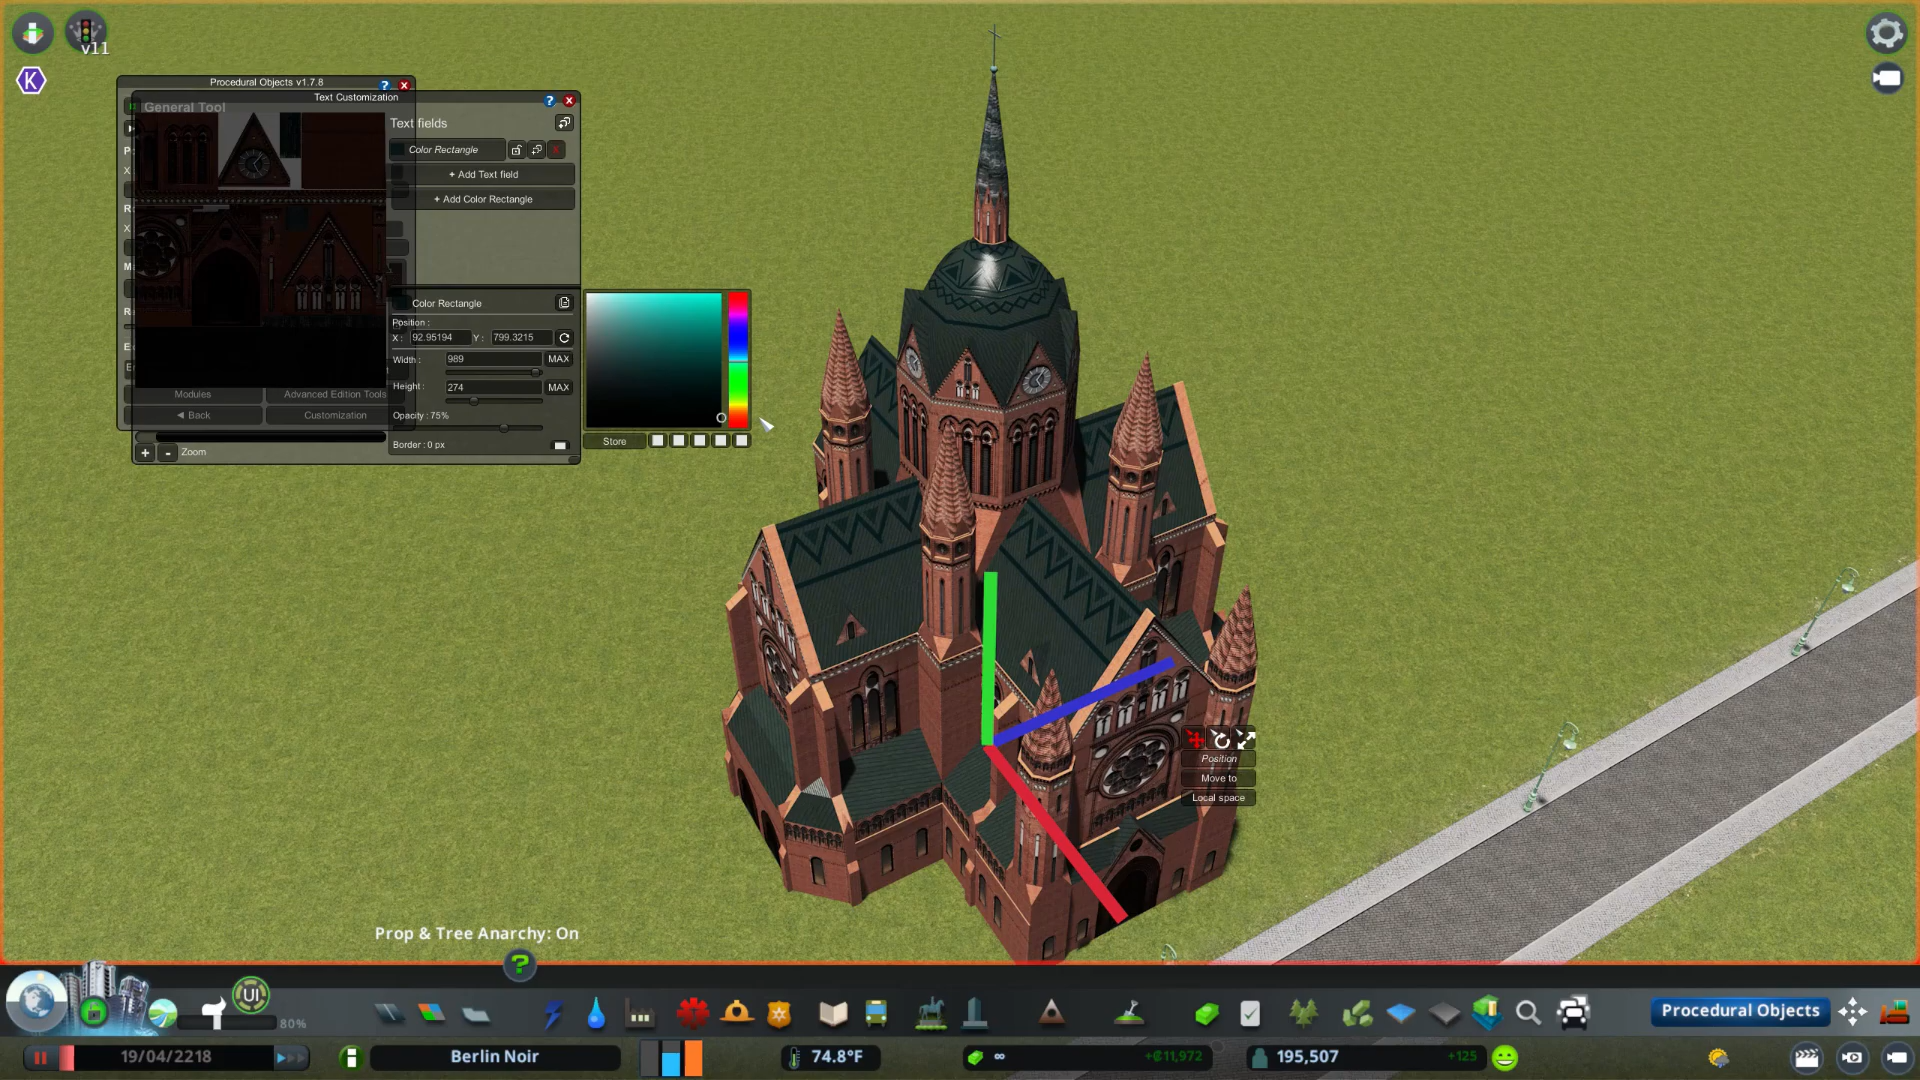 v11
K
Procedural Objects v1.7.8
?
Text Customization
?
General Tool
Text fields
Color Rectangle
+ Add Text field
+ Add Color Rectangle
P
X
R
X
M
R
E
Color Rectangle
Position :
X : 92.95194 Y : 799.3215
Width : 989 MAX
Height : 274 MAX
Opacity : 75%
Border : 0 px
Modules
Advanced Edition Tools
◀ Back
Customization
+ - Zoom
Store
Position
Move to
Local space
Prop & Tree Anarchy: On
?
UI
80%
Procedural Objects
19/04/2218
Berlin Noir
74.8°F
∞
+₡11,972
195,507
+125